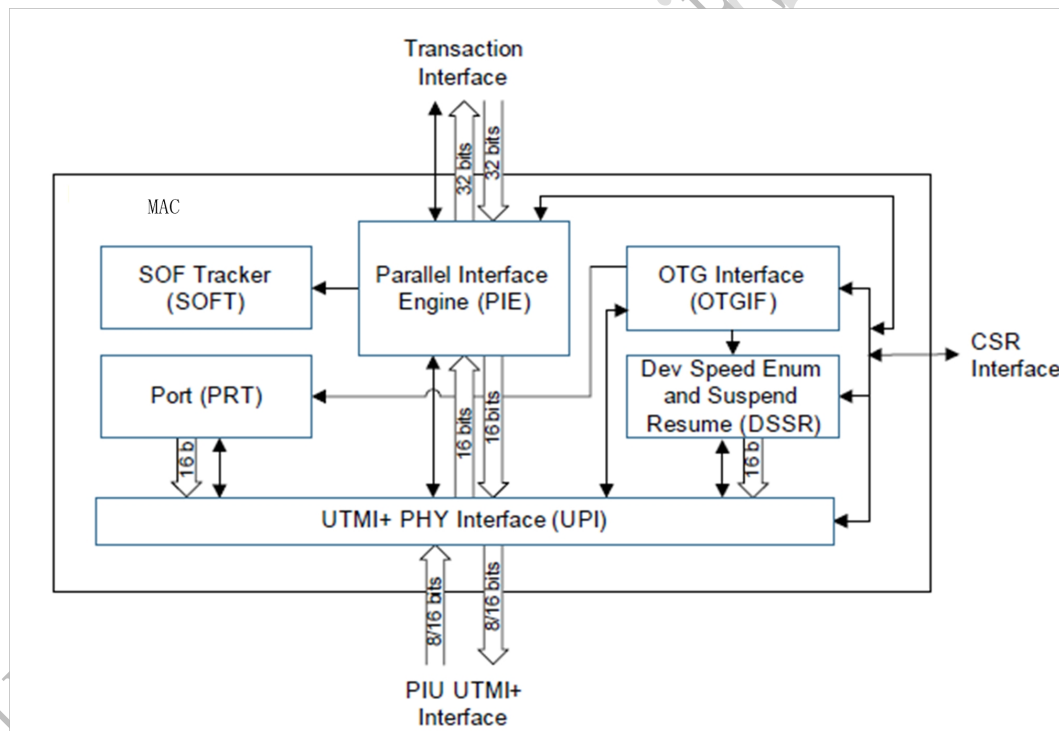 Transaction
Interface
32 bits
32 bits
MAC
SOF Tracker
(SOFT)
Parallel Interface
Engine (PIE)
OTG Interface
(OTGIF)
CSR
Interface
Port (PRT)
Dev Speed Enum
and Suspend
Resume (DSSR)
16 b
16 bits
16 bits
16 b
UTMI+ PHY Interface (UPI)
8/16 bits
8/16 bits
PIU UTMI+
Interface